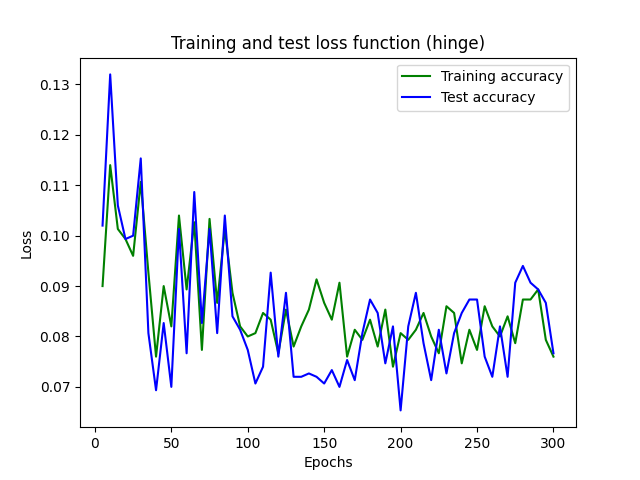 Training and test loss function (hinge)
Training accuracy
Test accuracy
0.13
0.12
0.11
0.10
0.09
0.08
0.07
Loss
0 50 100 150 200 250 300
Epochs